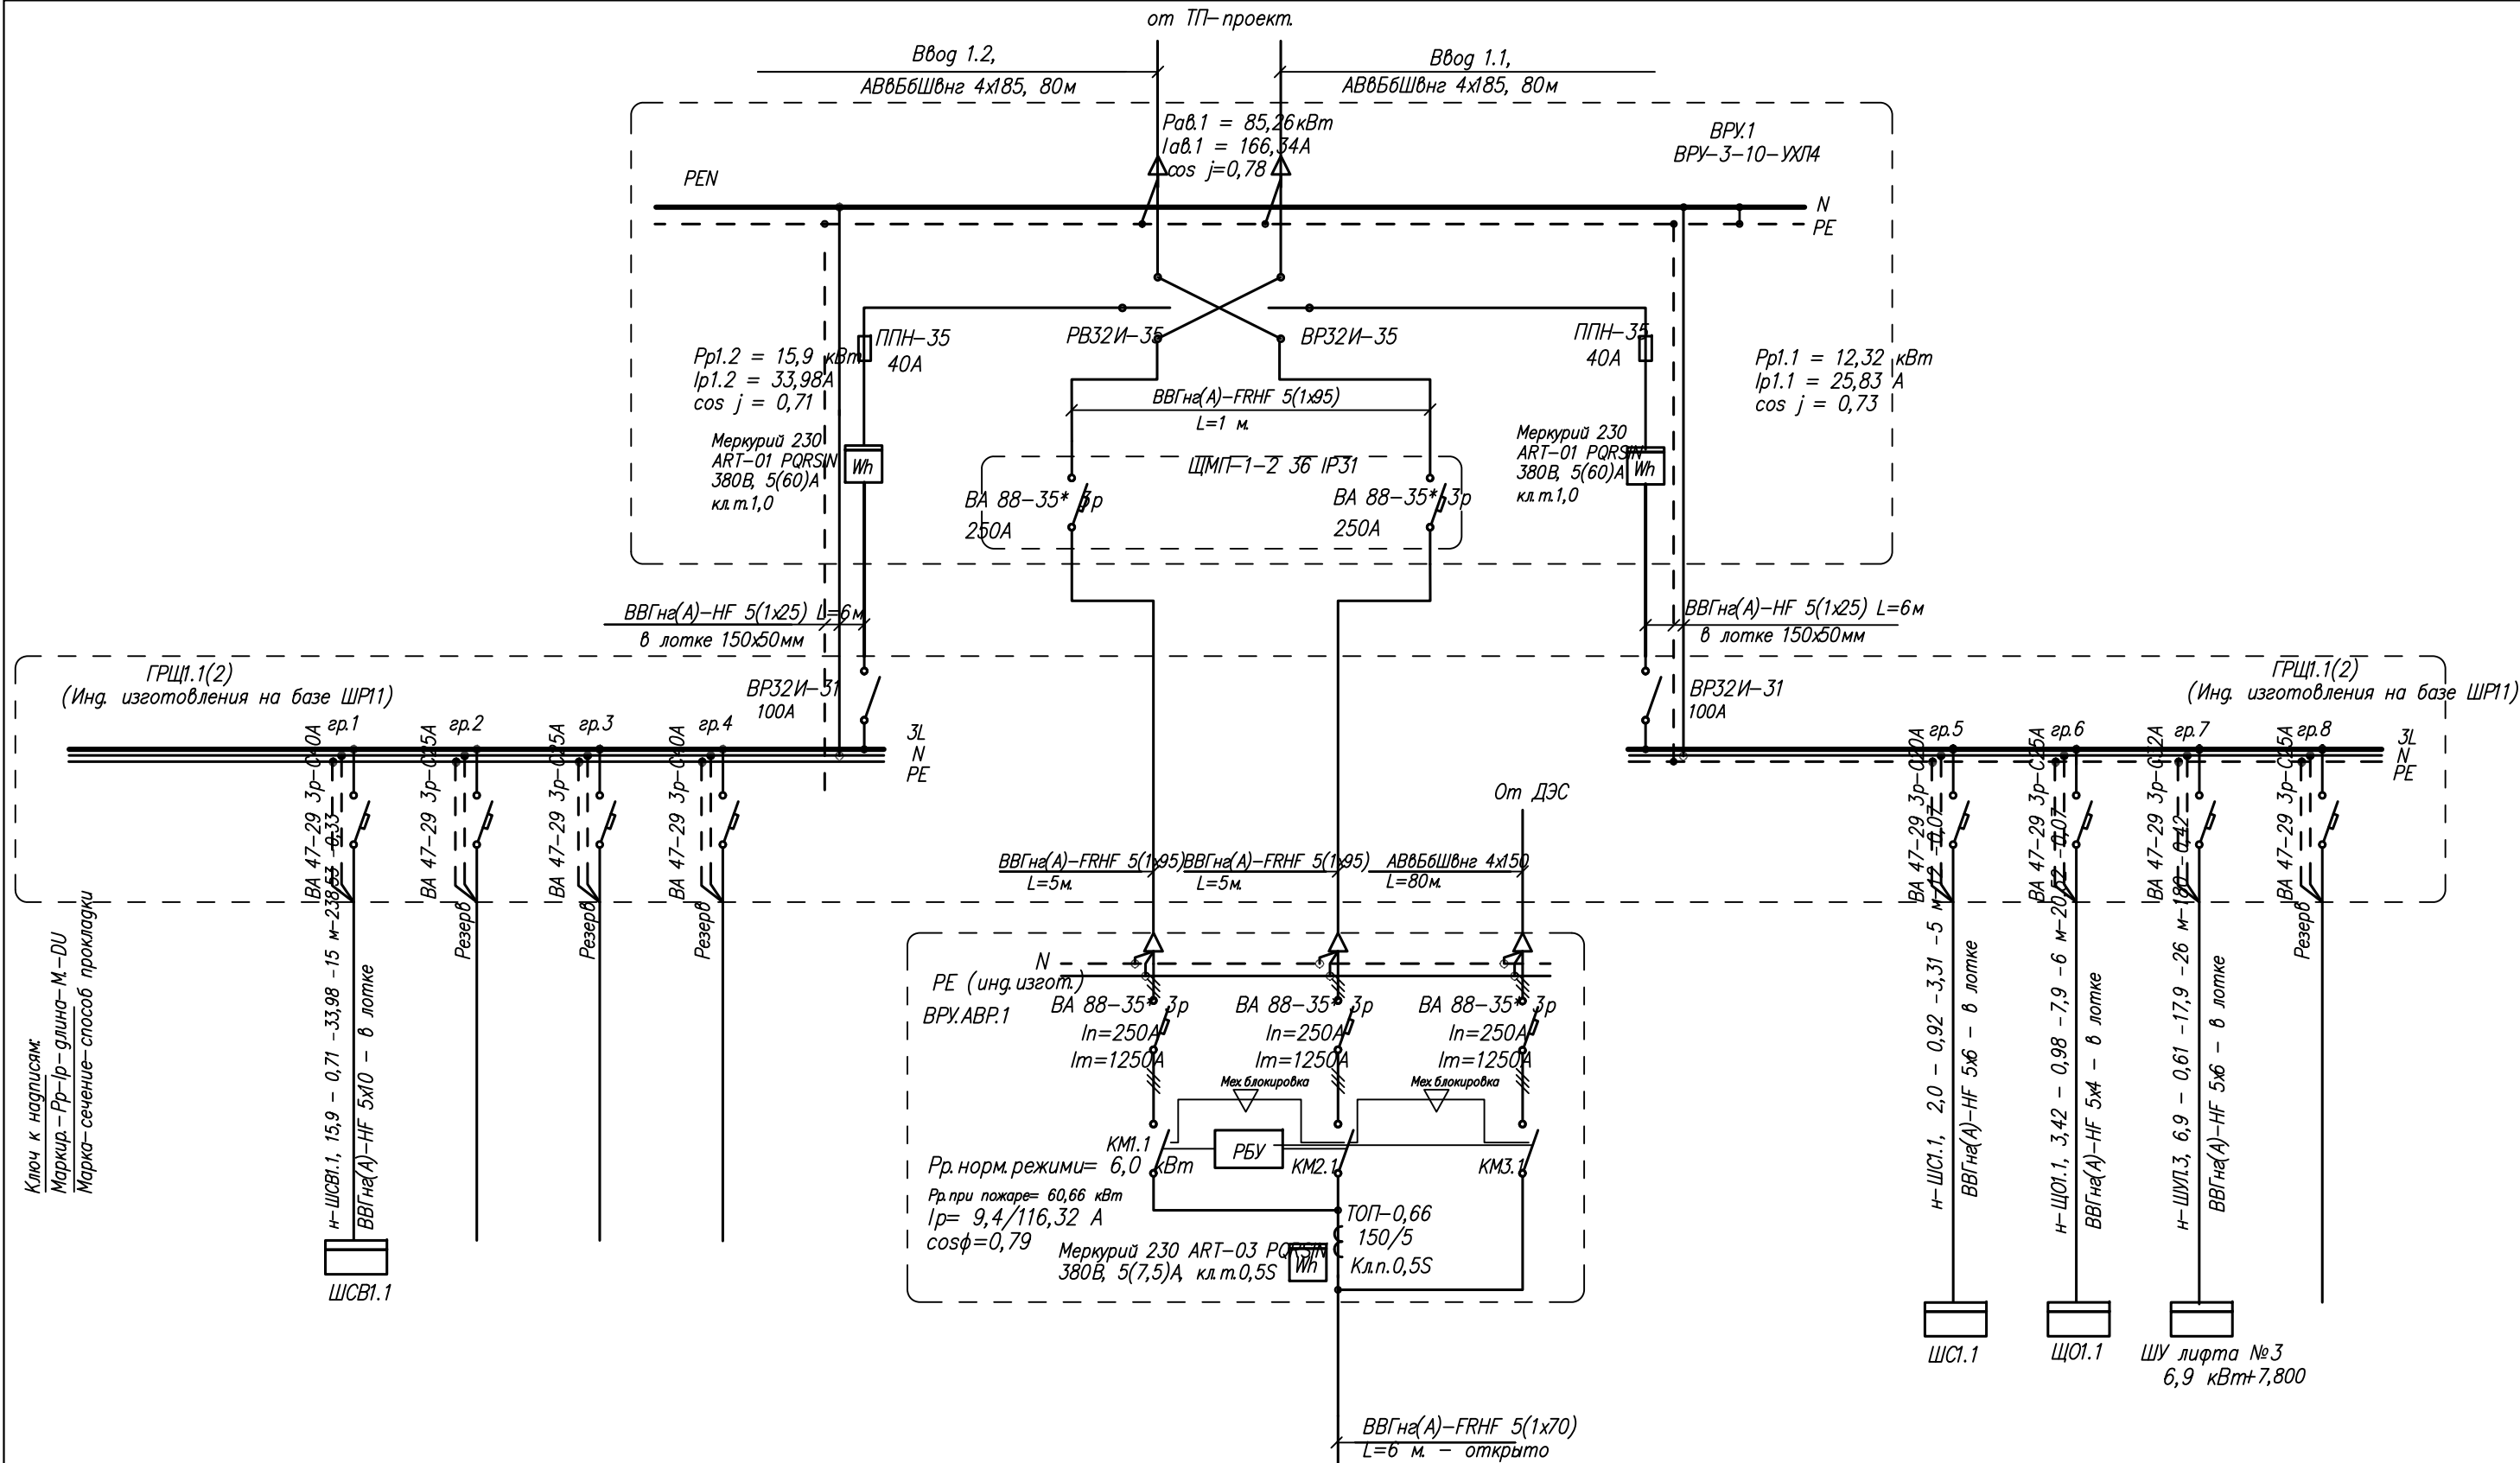 от ТП-проект.
Ввод 1.2,
АВвБбШвнг 4х185, 80м
Ввод 1.1,
АВвБбШвнг 4х185, 80м
Рав.1 = 85,26кВт
Iав.1 = 166,34А
cos j=0,78
ВРУ.1
ВРУ-3-10-УХЛ4
PEN
N
PE
РВ32И-35
ВР32И-35
ППН-35
40А
ППН-35
40А
Рр1.2 = 15,9 кВт
Iр1.2 = 33,98А
cos j = 0,71
Рр1.1 = 12,32 кВт
Iр1.1 = 25,83 А
cos j = 0,73
ВВГнг(А)-FRHF 5(1х95)
L=1 м.
Меркурий 230
ART-01 PQRSIN
380В, 5(60)А
кл.т.1,0
Wh
Меркурий 230
ART-01 PQRSIN
380В, 5(60)А
кл.т.1,0
Wh
ЩМП-1-2 36 IP31
ВА 88-35* 3р
250А
ВА 88-35* 3р
250А
ВВГнг(А)-HF 5(1х25) L=6м
в лотке 150х50мм
ВВГнг(А)-HF 5(1х25) L=6м
в лотке 150х50мм
ГРЩ1.1(2)
(Инд. изготовления на базе ШР11)
ГРЩ1.1(2)
(Инд. изготовления на базе ШР11)
ВР32И-31
100А
ВР32И-31
100А
гр.1
гр.2
гр.3
гр.4
3L
N
PE
гр.5
гр.6
гр.7
гр.8
3L
N
PE
ВА 47-29 3р-С40А
ВА 47-29 3р-С25А
ВА 47-29 3р-С25А
ВА 47-29 3р-С40А
ВА 47-29 3р-С20А
ВА 47-29 3р-С25А
ВА 47-29 3р-С32А
ВА 47-29 3р-С25А
От ДЭС
ВВГнг(А)-FRHF 5(1х95)
L=5м.
ВВГнг(А)-FRHF 5(1х95)
L=5м.
АВвБбШвнг 4х150
L=80м.
Резерв
Резерв
Резерв
Резерв
Ключ к надписям:
Маркир.-Рр-Iр-длина-М.-DU
Марка-сечение-способ прокладки
н-ШСВ1.1, 15,9 - 0,71 -33,98 -15 м-238,53 -0,33
ВВГнг(А)-HF 5х10 - в лотке
н-ШС1.1, 2,0 - 0,92 -3,31 -5 м-12 -0,07
ВВГнг(А)-HF 5х6 - в лотке
н-ЩО1.1, 3,42 - 0,98 -7,9 -6 м-20,52 -0,07
ВВГнг(А)-HF 5х4 - в лотке
н-ШУЛ.3, 6,9 - 0,61 -17,9 -26 м-180 -0,42
ВВГнг(А)-HF 5х6 - в лотке
N
PE (инд.изгот.)
ВРУ.АВР.1
ВА 88-35* 3р
In=250А
Im=1250А
ВА 88-35* 3р
In=250А
Im=1250А
ВА 88-35* 3р
In=250А
Im=1250А
Мех.блокировка
Мех.блокировка
КМ1.1
РБУ
КМ2.1
КМ3.1
Рр.норм.режими= 6,0 кВт
Рр.при пожаре= 60,66 кВт
Iр= 9,4/116,32 А
cosф=0,79
Меркурий 230 ART-03 PQRSIN
380В, 5(7,5)А, кл.т.0,5S
Wh
ТОП-0,66
150/5
Кл.п.0,5S
ШСВ1.1
ШС1.1
ЩО1.1
ШУ лифта №3
6,9 кВт+7,800
ВВГнг(А)-FRHF 5(1х70)
L=6 м. - открыто